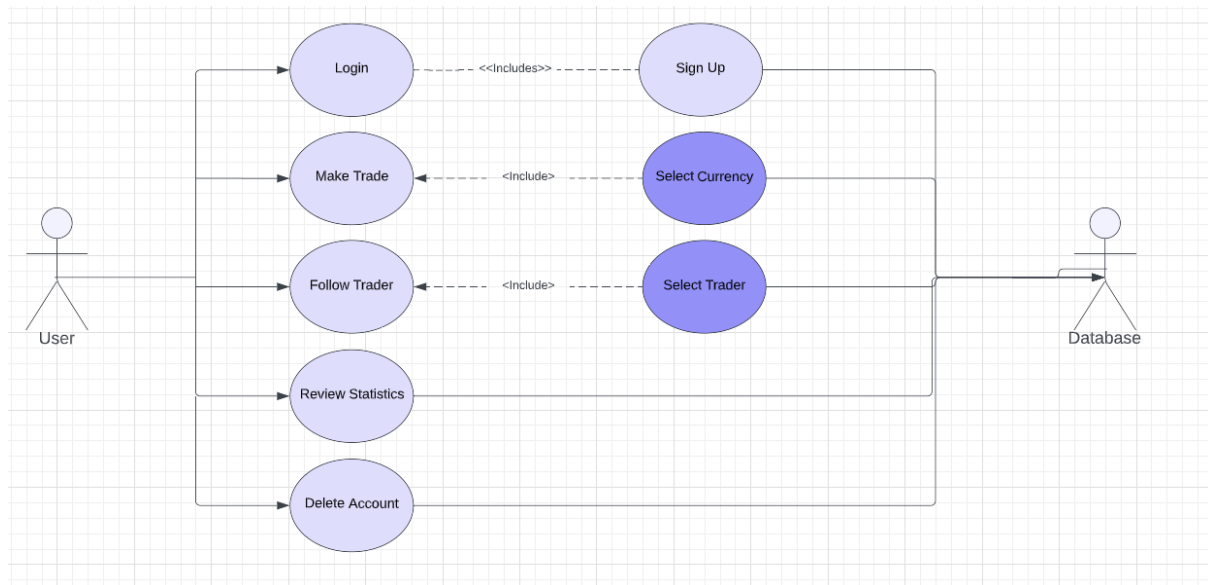 Login
<<Includes>>
Sign Up
Make Trade
<Include>
Select Currency
Follow Trader
<Include>
Select Trader
User
Database
Review Statistics
Delete Account